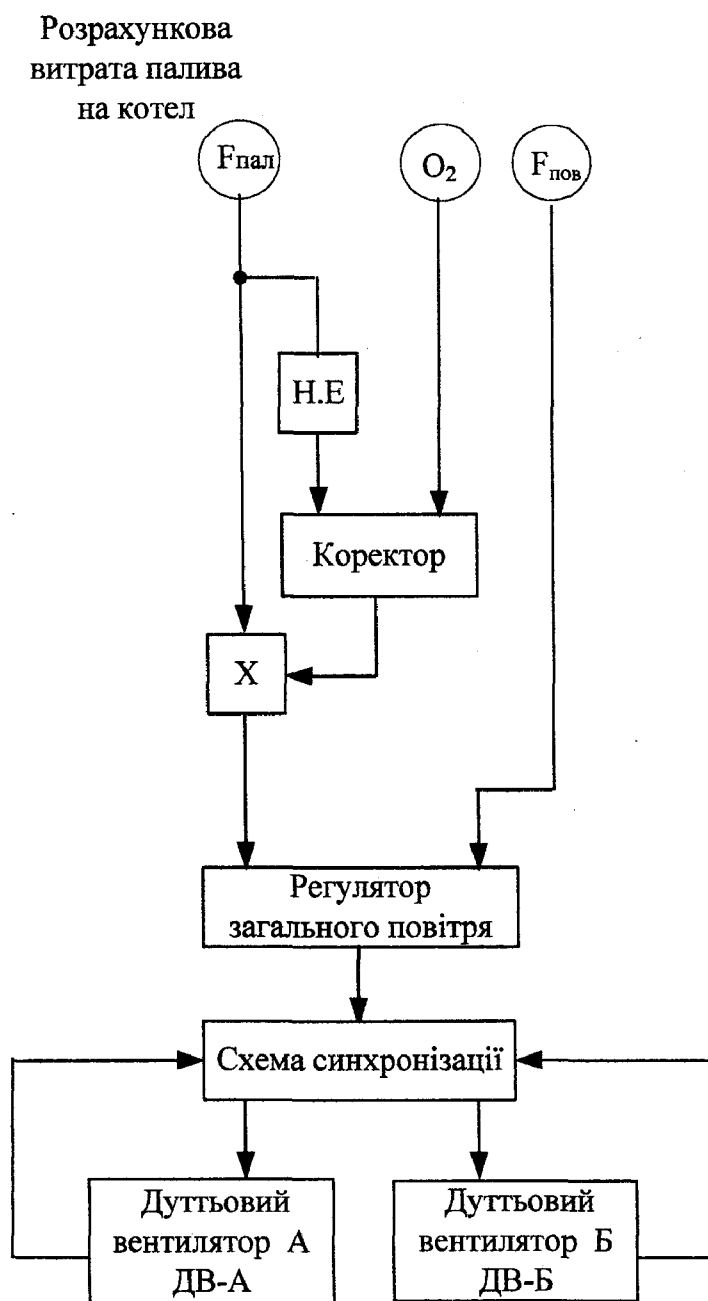 Розрахункова
витрата палива
на котел
Fпал
O₂
Fпов
Н.Е
Коректор
X
Регулятор
загального повітря
Схема синхронізації
Дуттьовий
вентилятор А
ДВ-А
Дуттьовий
вентилятор Б
ДВ-Б